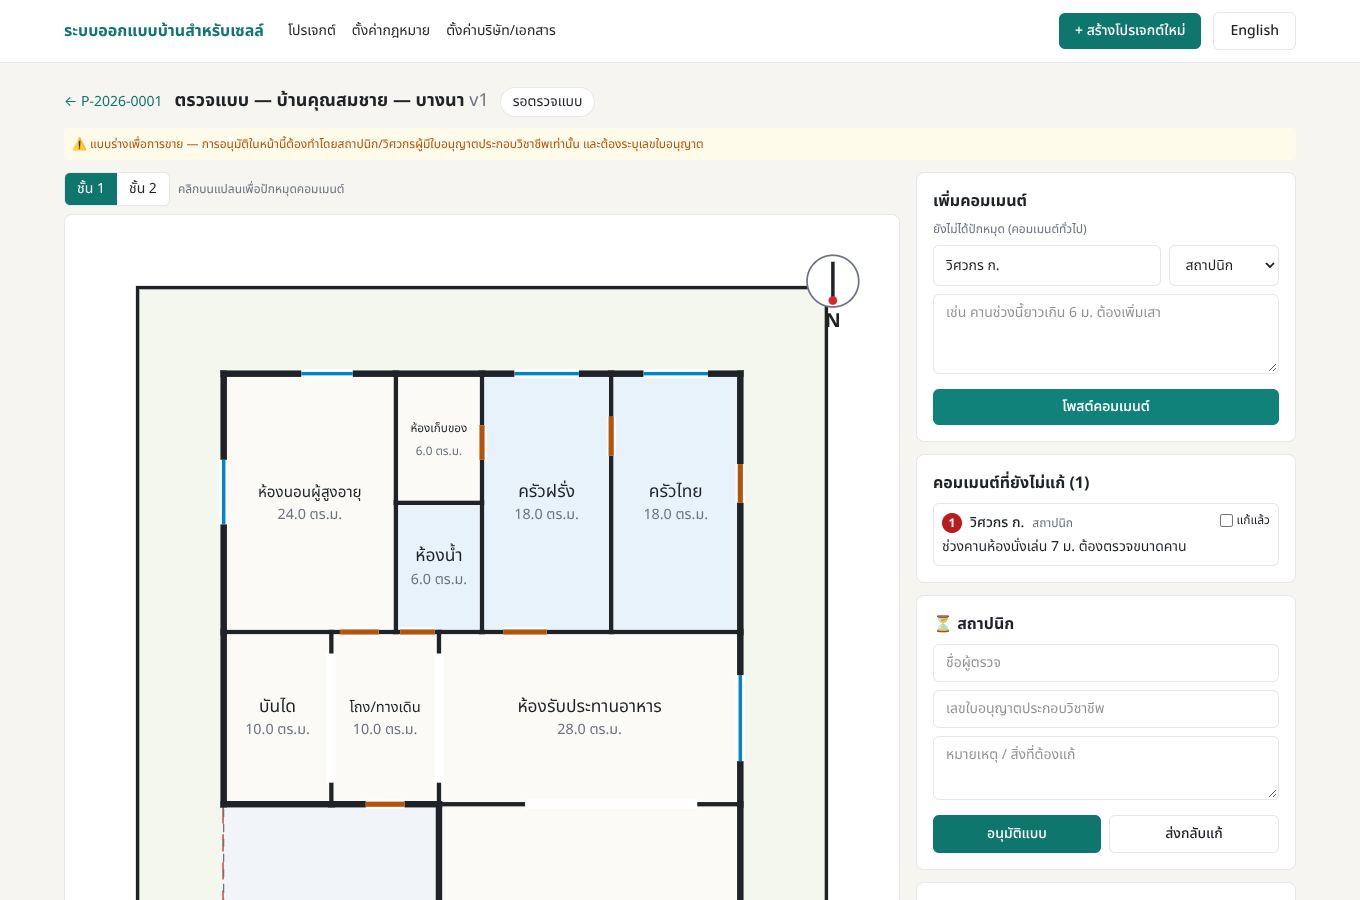 ระบบออกแบบบ้านสำหรับเซลล์ โปรเจกต์ ตั้งค่ากฎหมาย ตั้งค่าบริษัท/เอกสาร + สร้างโปรเจกต์ใหม่ English
← P-2026-0001 ตรวจแบบ — บ้านคุณสมชาย — บางนา v1 รอตรวจแบบ
⚠️ แบบร่างเพื่อการขาย — การอนุมัติในหน้านี้ต้องทำโดยสถาปนิก/วิศวกรผู้มีใบอนุญาตประกอบวิชาชีพเท่านั้น และต้องระบุเลขใบอนุญาต
ชั้น 1 ชั้น 2 คลิกบนแปลนเพื่อปักหมุดคอมเมนต์
N
ห้องเก็บของ
6.0 ตร.ม.
ห้องนอนผู้สูงอายุ
24.0 ตร.ม.
ครัวฝรั่ง
18.0 ตร.ม.
ครัวไทย
18.0 ตร.ม.
ห้องน้ำ
6.0 ตร.ม.
บันได
10.0 ตร.ม.
โถง/ทางเดิน
10.0 ตร.ม.
ห้องรับประทานอาหาร
28.0 ตร.ม.
เพิ่มคอมเมนต์
ยังไม่ได้ปักหมุด (คอมเมนต์ทั่วไป)
วิศวกร ก. สถาปนิก
เช่น คานช่วงนี้ยาวเกิน 6 ม. ต้องเพิ่มเสา
โพสต์คอมเมนต์
คอมเมนต์ที่ยังไม่แก้ (1)
1 วิศวกร ก. สถาปนิก แก้แล้ว
ช่วงคานห้องนั่งเล่น 7 ม. ต้องตรวจขนาดคาน
⏳ สถาปนิก
ชื่อผู้ตรวจ
เลขใบอนุญาตประกอบวิชาชีพ
หมายเหตุ / สิ่งที่ต้องแก้
อนุมัติแบบ ส่งกลับแก้